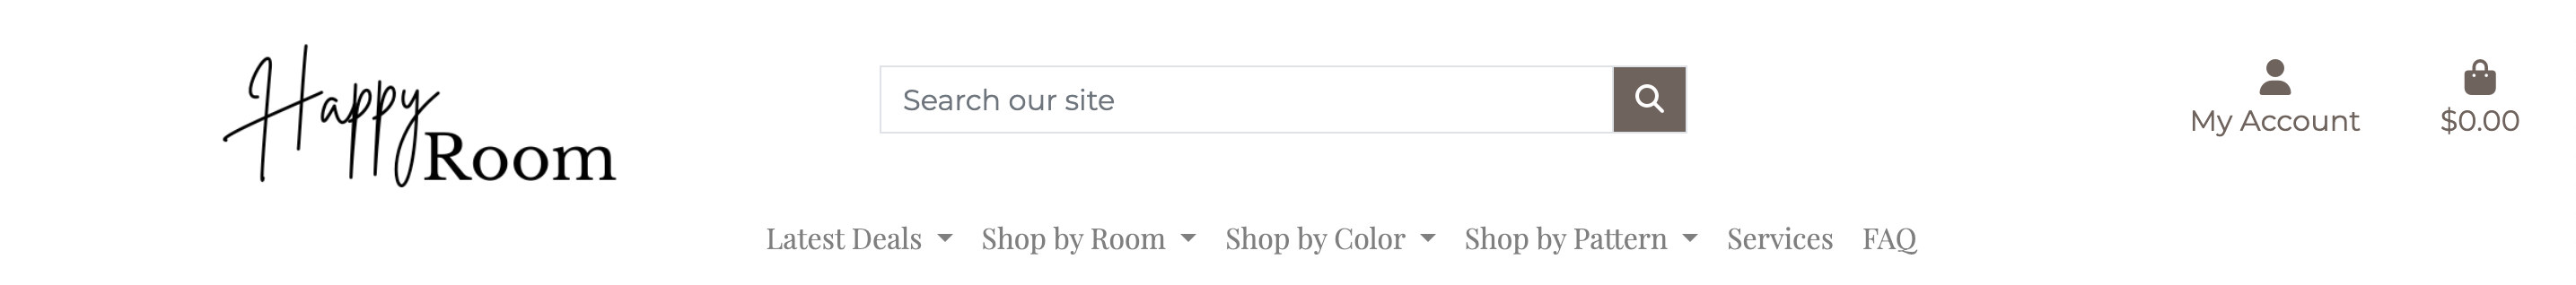 Happy Room
Search our site
My Account
$0.00
Latest Deals Shop by Room Shop by Color Shop by Pattern Services FAQ